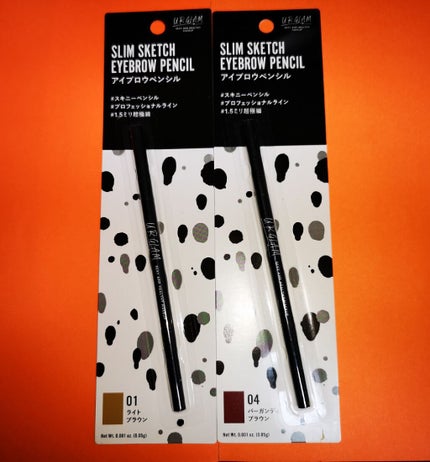 UR GLAM
SLIM SKETCH
EYEBROW PENCIL
アイブロウペンシル
#スキニーペンシル
#プロフェッショナルライン
#1.5ミリ超極細
UR GLAM
01
ライト
ブラウン
Net Wt. 0.001 oz. (0.05g)
UR GLAM
SLIM SKETCH
EYEBROW PENCIL
アイブロウペンシル
#スキニーペンシル
#プロフェッショナルライン
#1.5ミリ超極細
UR GLAM
04
バーガンディ
ブラウン
Net Wt. 0.001 oz. (0.05g)